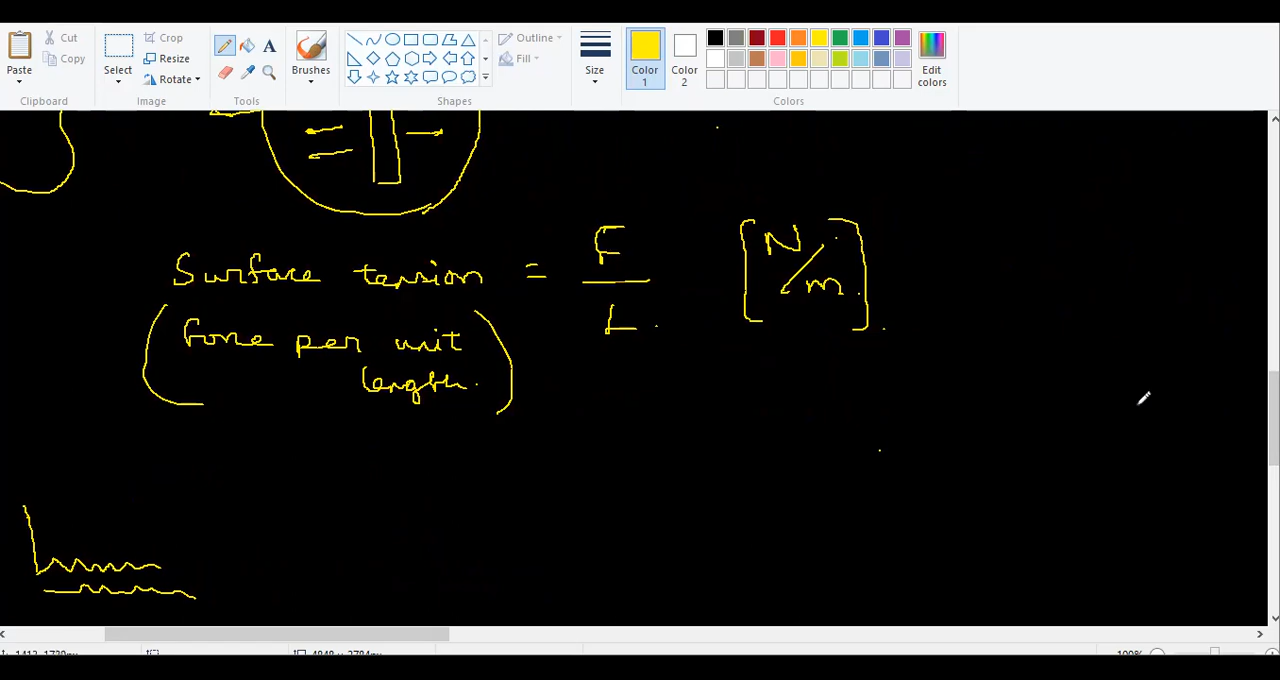 Cut
Copy
Paste
Clipboard
Crop
Resize
Rotate
Select
Image
A
Tools
Brushes
Outline
Fill
Shapes
Size
Color 1
Color 2
Edit colors
Colors
Surface tension = F / L [N/m]
(Force per unit length)
100%